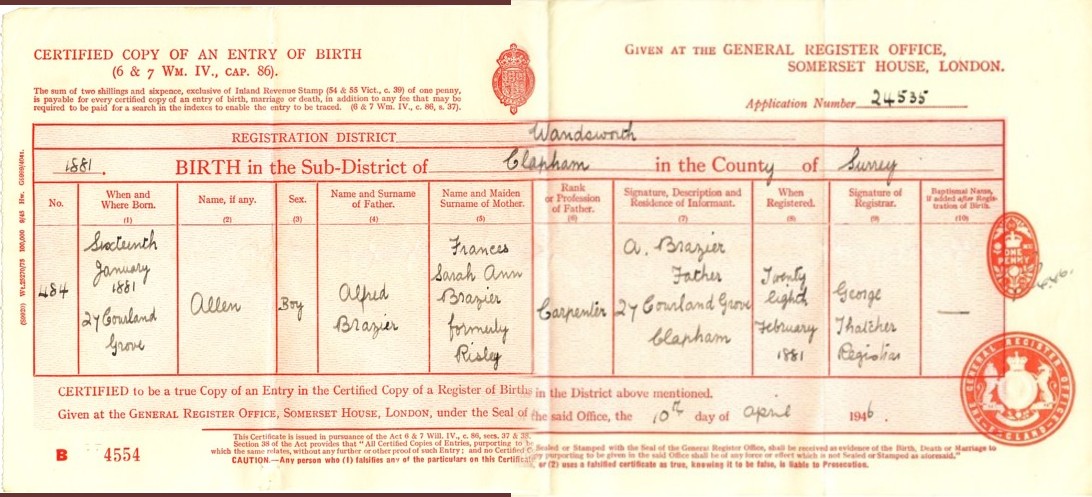 CERTIFIED COPY OF AN ENTRY OF BIRTH
(6 & 7 WM. IV., CAP. 86).
The sum of two shillings and sixpence, exclusive of Inland Revenue Stamp (54 & 55 Vict., c. 39) of one penny,
is payable for every certified copy of an entry of birth, marriage or death, in addition to any fee that may be
required to be paid for a search in the indexes to enable the entry to be traced. (6 & 7 Wm. IV., c. 86, s. 37).
GIVEN AT THE GENERAL REGISTER OFFICE,
SOMERSET HOUSE, LONDON.
Application Number 24535
REGISTRATION DISTRICT Wandsworth
1881. BIRTH in the Sub-District of Clapham in the County of Surrey
No.
When and
Where Born.
(1)
Name, if any.
(2)
Sex.
(3)
Name and Surname
of Father.
(4)
Name and Maiden
Surname of Mother.
(5)
Rank
or Profession
of Father.
(6)
Signature, Description and
Residence of Informant.
(7)
When
Registered.
(8)
Signature of
Registrar.
(9)
Baptismal Name,
if added after Regis-
tration of Birth.
(10)
484
Sixteenth
January
1881
27 Courland
Grove
Allen
Boy
Alfred
Brazier
Frances
Sarah Ann
Brazier
formerly
Risley
Carpenter
A. Brazier
Father
27 Courland Grove
Clapham
Twenty
eighth
February
1881
George
Thatcher
Registrar
—
ONE
PENNY
CERTIFIED to be a true Copy of an Entry in the Certified Copy of a Register of Births in the District above mentioned.
Given at the GENERAL REGISTER OFFICE, SOMERSET HOUSE, LONDON, under the Seal of the said Office, the 10th day of April 1946.
GENERAL REGISTER OFFICE
ENGLAND
B 4554
This Certificate is issued in pursuance of the Act 6 & 7 Will. IV., c. 86, secs. 37 & 38.
Section 38 of the Act provides that "All Certified Copies of Entries, purporting to be Sealed or Stamped with the Seal of the General Register Office, shall be received as evidence of the Birth, Death or Marriage to
which the same relates, without any further or other proof of such Entry; and no Certified C py purporting to be given in the said Office shall be of any force or effect which is not Sealed or Stamped as aforesaid."
CAUTION.—Any person who (1) falsifies any of the particulars on this Certificat , or (2) uses a falsified certificate as true, knowing it to be false, is liable to Prosecution.